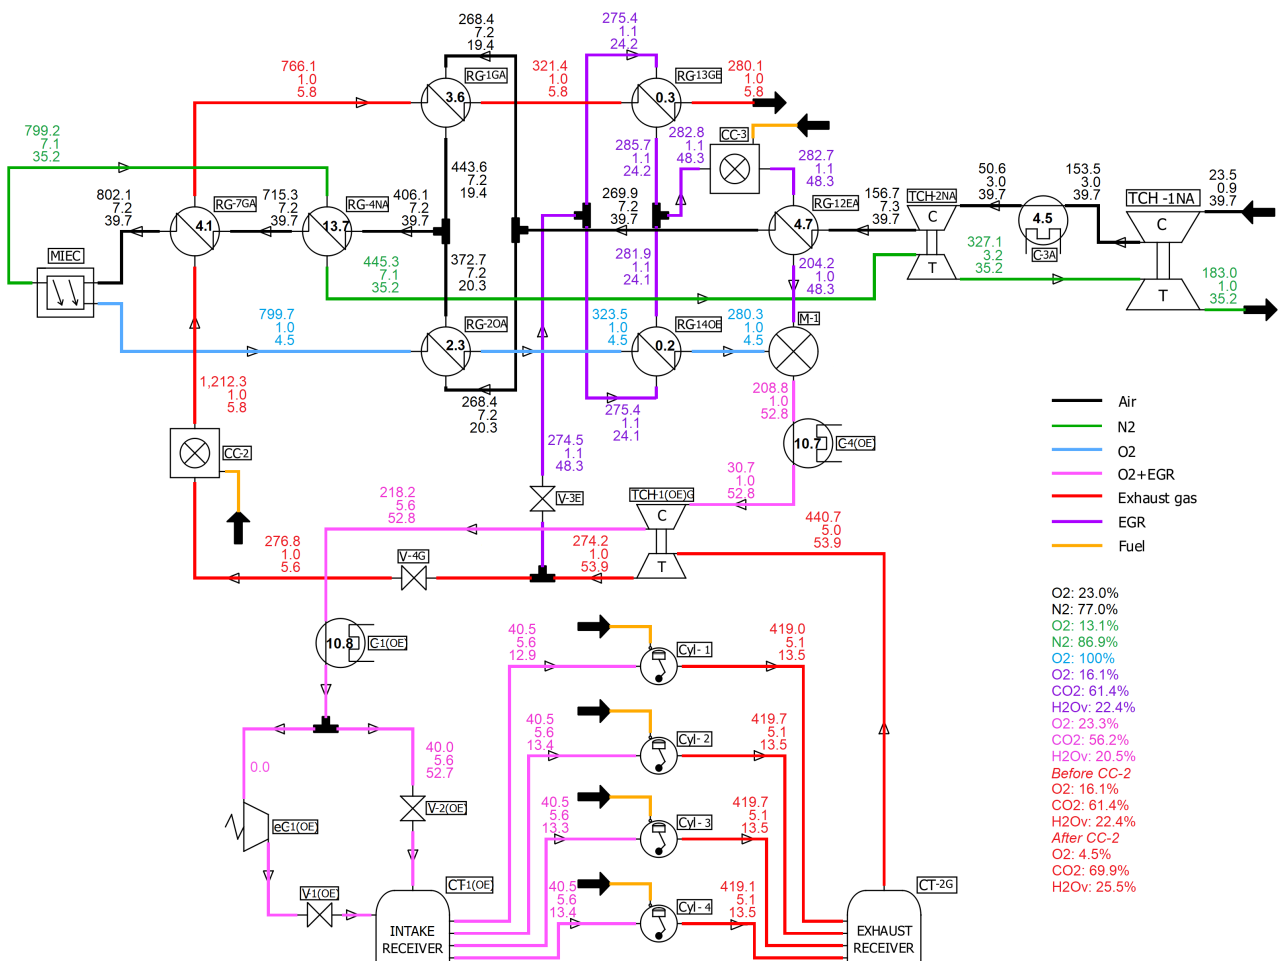 268.4
7.2
19.4
275.4
1.1
24.2
766.1
1.0
5.8
RG-1GA
3.6
321.4
1.0
5.8
RG-13GE
0.3
280.1
1.0
5.8
799.2
7.1
35.2
443.6
7.2
19.4
285.7
1.1
24.2
282.8
1.1
48.3
CC-3
282.7
1.1
48.3
802.1
7.2
39.7
RG-7GA
4.1
715.3
7.2
39.7
RG-4NA
13.7
406.1
7.2
39.7
269.9
7.2
39.7
RG-12EA
4.7
156.7
7.3
39.7
TCH-2NA
C
T
50.6
3.0
39.7
4.5
C-3A
153.5
3.0
39.7
TCH-1NA
C
T
23.5
0.9
39.7
MIEC
445.3
7.1
35.2
372.7
7.2
20.3
281.9
1.1
24.1
204.2
1.0
48.3
327.1
3.2
35.2
183.0
1.0
35.2
799.7
1.0
4.5
RG-2OA
2.3
323.5
1.0
4.5
RG-14OE
0.2
280.3
1.0
4.5
M-1
1,212.3
1.0
5.8
268.4
7.2
20.3
275.4
1.1
24.1
208.8
1.0
52.8
Air
N2
O2
O2+EGR
Exhaust gas
EGR
Fuel
CC-2
274.5
1.1
48.3
10.7
C-4(OE)
218.2
5.6
52.8
V-3E
TCH-1(OE)G
C
T
30.7
1.0
52.8
440.7
5.0
53.9
276.8
1.0
5.6
V-4G
274.2
1.0
53.9
10.8
C-1(OE)
40.5
5.6
12.9
Cyl-1
419.0
5.1
13.5
40.5
5.6
13.4
Cyl-2
419.7
5.1
13.5
0.0
40.0
5.6
52.7
eC1(OE)
V-2(OE)
40.5
5.6
13.3
Cyl-3
419.7
5.1
13.5
V-1(OE)
CT-1(OE)
INTAKE
RECEIVER
40.5
5.6
13.4
Cyl-4
419.1
5.1
13.5
CT-2G
EXHAUST
RECEIVER
O2: 23.0%
N2: 77.0%
O2: 13.1%
N2: 86.9%
O2: 100%
O2: 16.1%
CO2: 61.4%
H2Ov: 22.4%
O2: 23.3%
CO2: 56.2%
H2Ov: 20.5%
Before CC-2
O2: 16.1%
CO2: 61.4%
H2Ov: 22.4%
After CC-2
O2: 4.5%
CO2: 69.9%
H2Ov: 25.5%